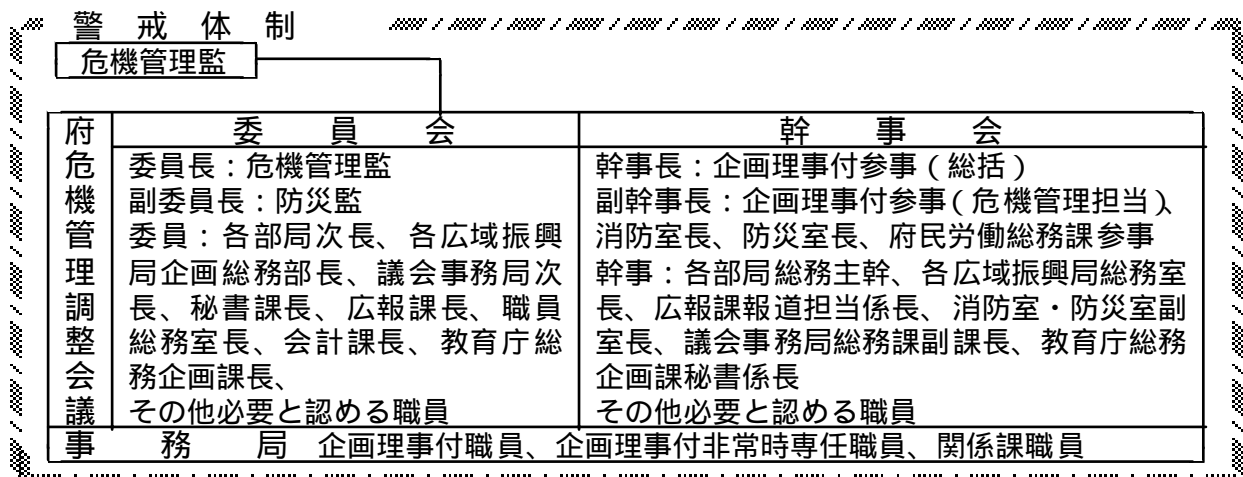 警戒体制
危機管理監
府危機管理調整会議
委員会
委員長：危機管理監
副委員長：防災監
委員：各部局次長、各広域振興
局企画総務部長、議会事務局次
長、秘書課長、広報課長、職員
総務室長、会計課長、教育庁総
務企画課長、
その他必要と認める職員
幹事会
幹事長：企画理事付参事（総括）
副幹事長：企画理事付参事（危機管理担当）、
消防室長、防災室長、府民労働総務課参事
幹事：各部局総務主幹、各広域振興局総務室
長、広報課報道担当係長、消防室・防災室副
室長、議会事務局総務課副課長、教育庁総務
企画課秘書係長
その他必要と認める職員
事務局 企画理事付職員、企画理事付非常時専任職員、関係課職員